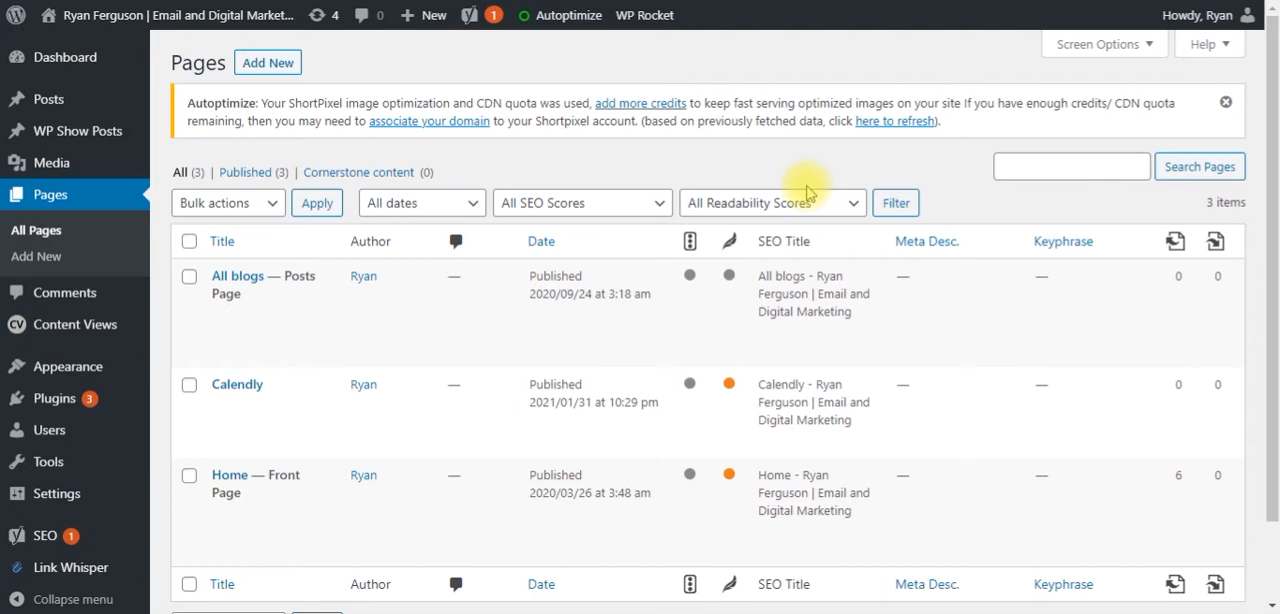 Ryan Ferguson | Email and Digital Market... 4 0 New 1 Autoptimize WP Rocket Howdy, Ryan
Dashboard
Posts
WP Show Posts
Media
Pages
All Pages
Add New
Comments
Content Views
Appearance
Plugins 3
Users
Tools
Settings
SEO 1
Link Whisper
Collapse menu
Screen Options Help
Pages Add New
Autoptimize: Your ShortPixel image optimization and CDN quota was used, add more credits to keep fast serving optimized images on your site If you have enough credits/ CDN quota
remaining, then you may need to associate your domain to your Shortpixel account. (based on previously fetched data, click here to refresh).
All (3) | Published (3) | Cornerstone content (0)
Search Pages
Bulk actions Apply All dates All SEO Scores All Readability Scores Filter 3 items
Title Author Date SEO Title Meta Desc. Keyphrase
All blogs — Posts Page Ryan — Published 2020/09/24 at 3:18 am All blogs - Ryan Ferguson | Email and Digital Marketing — — 0 0
Calendly Ryan — Published 2021/01/31 at 10:29 pm Calendly - Ryan Ferguson | Email and Digital Marketing — — 0 0
Home — Front Page Ryan — Published 2020/03/26 at 3:48 am Home - Ryan Ferguson | Email and Digital Marketing — — 6 0
Title Author Date SEO Title Meta Desc. Keyphrase